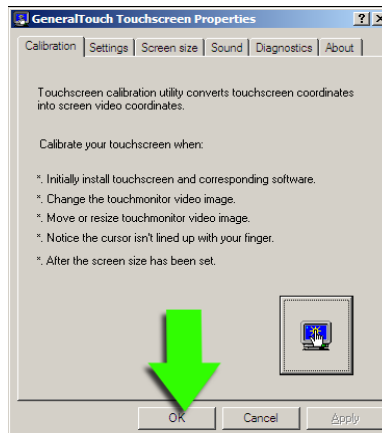 GeneralTouch Touchscreen Properties
Calibration Settings Screen size Sound Diagnostics About
Touchscreen calibration utility converts touchscreen coordinates
into screen video coordinates.
Calibrate your touchscreen when:
*. Initially install touchscreen and corresponding software.
*. Change the touchmonitor video image.
*. Move or resize touchmonitor video image.
*. Notice the cursor isn't lined up with your finger.
*. After the screen size has been set.
OK Cancel Apply